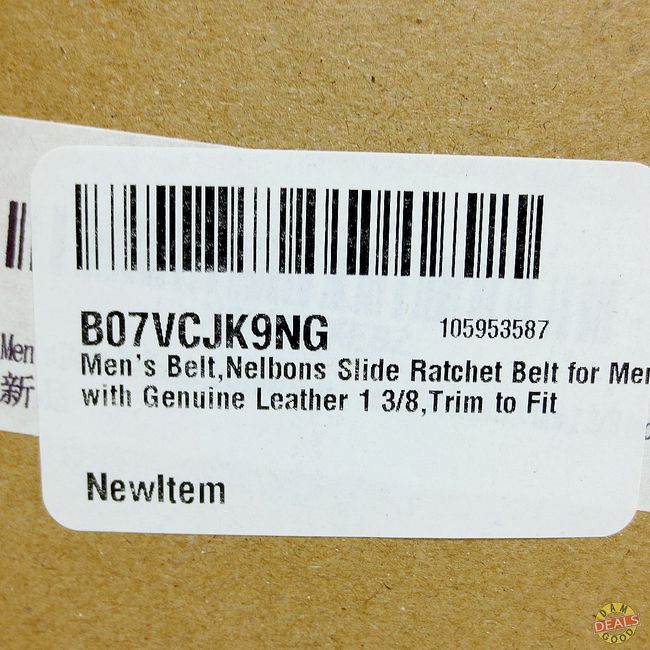 B07VCJK9NG 105953587
Men's Belt,Nelbons Slide Ratchet Belt for Men
with Genuine Leather 1 3/8,Trim to Fit
NewItem
Men
新
DAM
DEALS
GOOD